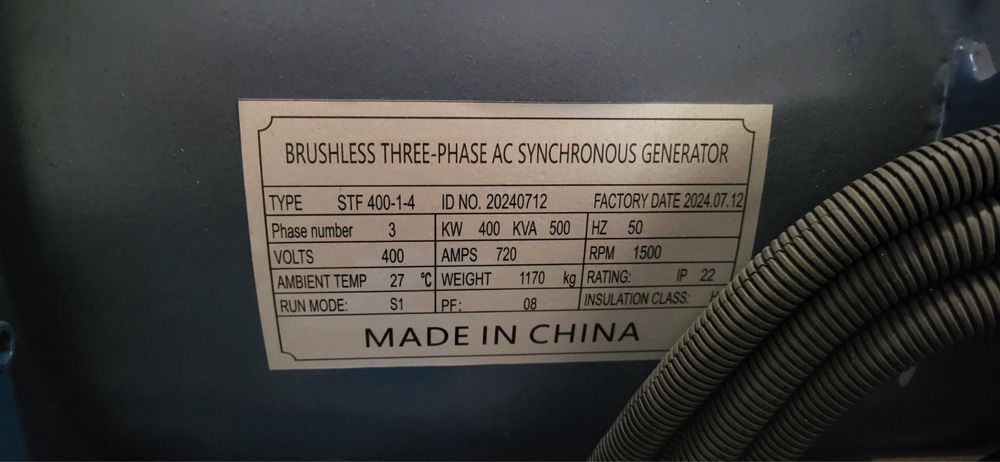 BRUSHLESS THREE-PHASE AC SYNCHRONOUS GENERATOR
TYPE STF 400-1-4 ID NO. 20240712 FACTORY DATE 2024.07.12
Phase number 3 KW 400 KVA 500 HZ 50
VOLTS 400 AMPS 720 RPM 1500
AMBIENT TEMP 27 ℃ WEIGHT 1170 kg RATING: IP 22
RUN MODE: S1 PF: 08 INSULATION CLASS:
MADE IN CHINA